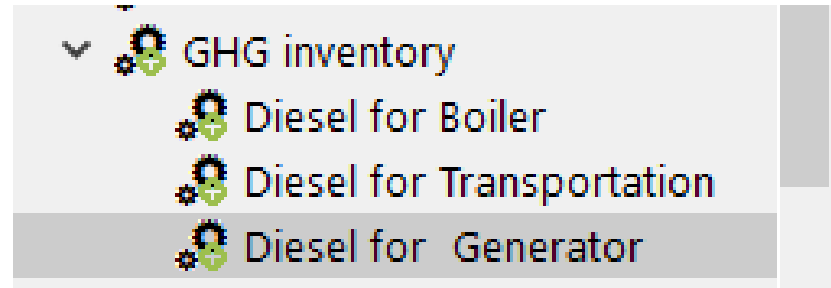 GHG inventory
Diesel for Boiler
Diesel for Transportation
Diesel for  Generator